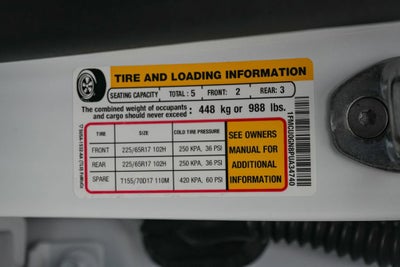 TIRE AND LOADING INFORMATION
SEATING CAPACITY TOTAL : 5 FRONT: 2 REAR: 3
The combined weight of occupants and cargo should never exceed: 448 kg or 988 lbs.
TIRE SIZE COLD TIRE PRESSURE
FRONT 225/65R17 102H 250 KPA, 36 PSI
REAR 225/65R17 102H 250 KPA, 36 PSI
SPARE T155/70D17 110M 420 KPA, 60 PSI
SEE OWNERS
MANUAL FOR
ADDITIONAL
INFORMATION